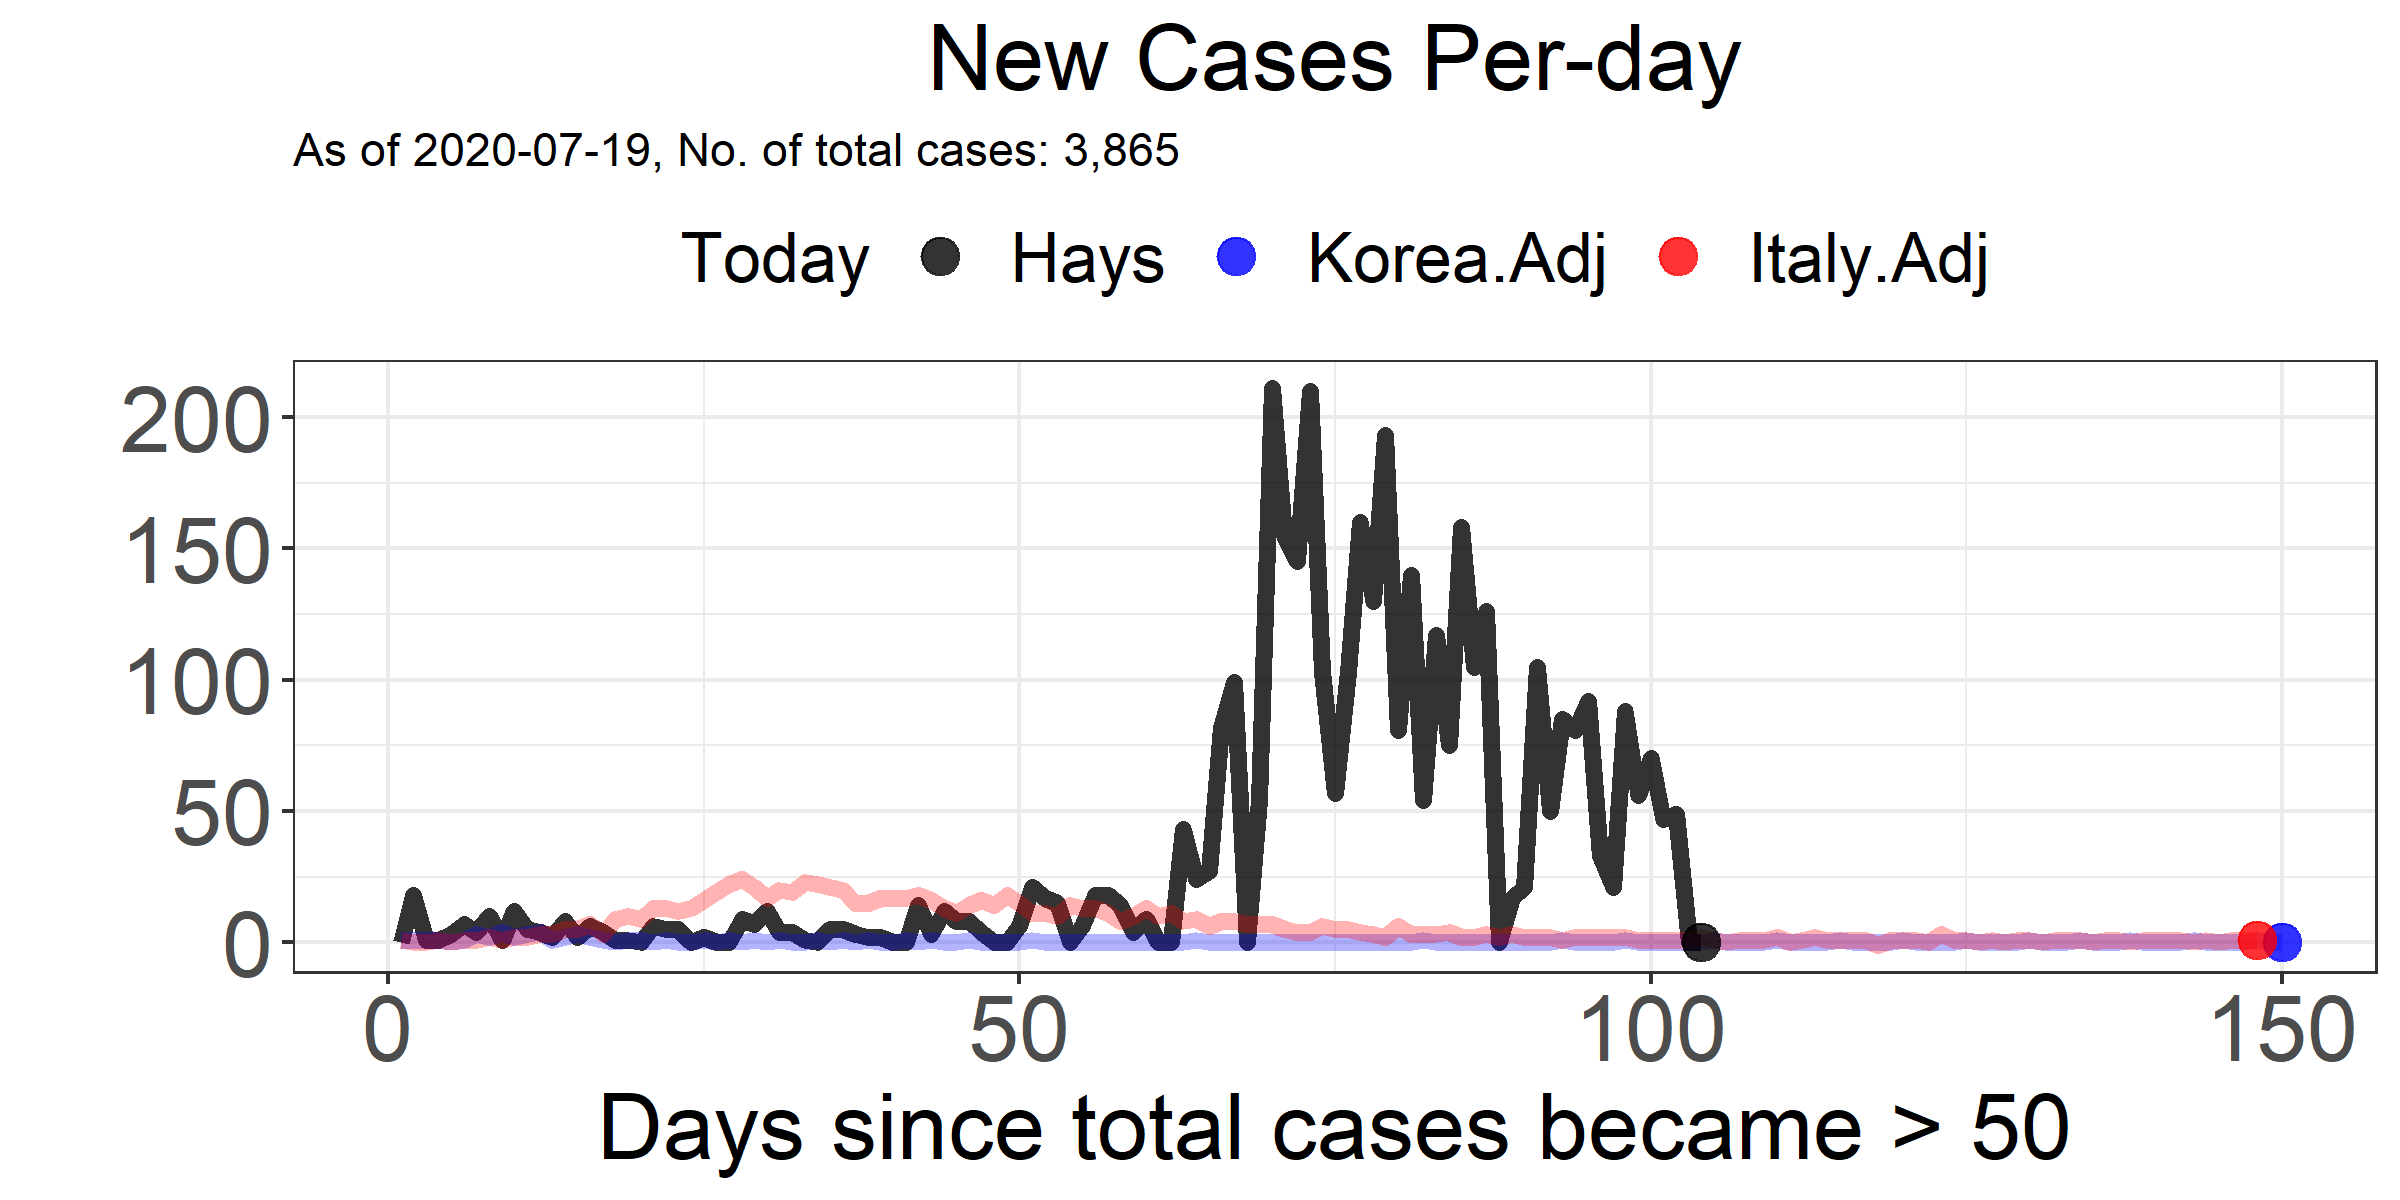 New Cases Per-day
As of 2020-07-19, No. of total cases: 3,865
Today Hays Korea.Adj Italy.Adj
200
150
100
50
0
0 50 100 150
Days since total cases became > 50